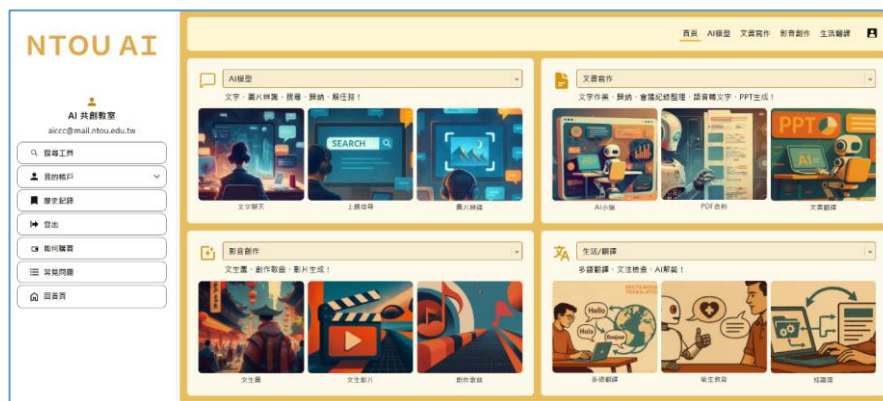 NTOU AI
AI 共創教室
aiccc@mail.ntou.edu.tw
搜尋工具
我的帳戶
歷史紀錄
登出
如何購買
常見問題
回首頁
首頁 AI模型 文書寫作 影音創作 生活翻譯
AI模型
文字、圖片辨識、搜尋、歸納、解任務！
SEARCH
文字聊天
上網搜尋
圖片辨識
文書寫作
文字作業、歸納、會議紀錄整理、語音轉文字、PPT生成！
PPT
AI
AI小編
PDF合約
文書翻譯
影音創作
文生圖、創作歌曲、影片生成！
文生圖
文生影片
創作歌曲
生活/翻譯
多語翻譯、文法檢查、AI解籤！
Hello
Hola
Bonjour
多語翻譯
衛生教育
知識庫